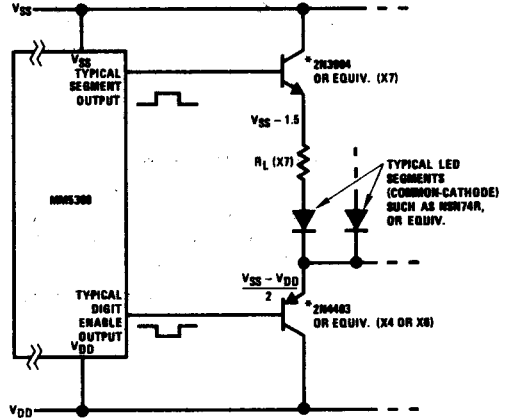 VSS
VSS
TYPICAL
SEGMENT
OUTPUT
*2N3904
OR EQUIV. (X7)
VSS – 1.5
RL (X7)
TYPICAL LED
SEGMENTS
(COMMON-CATHODE)
SUCH AS NSN74R,
OR EQUIV.
VSS – VDD
2
TYPICAL
DIGIT
ENABLE
OUTPUT
*2N4403
OR EQUIV. (X4 OR X6)
VDD
VDD